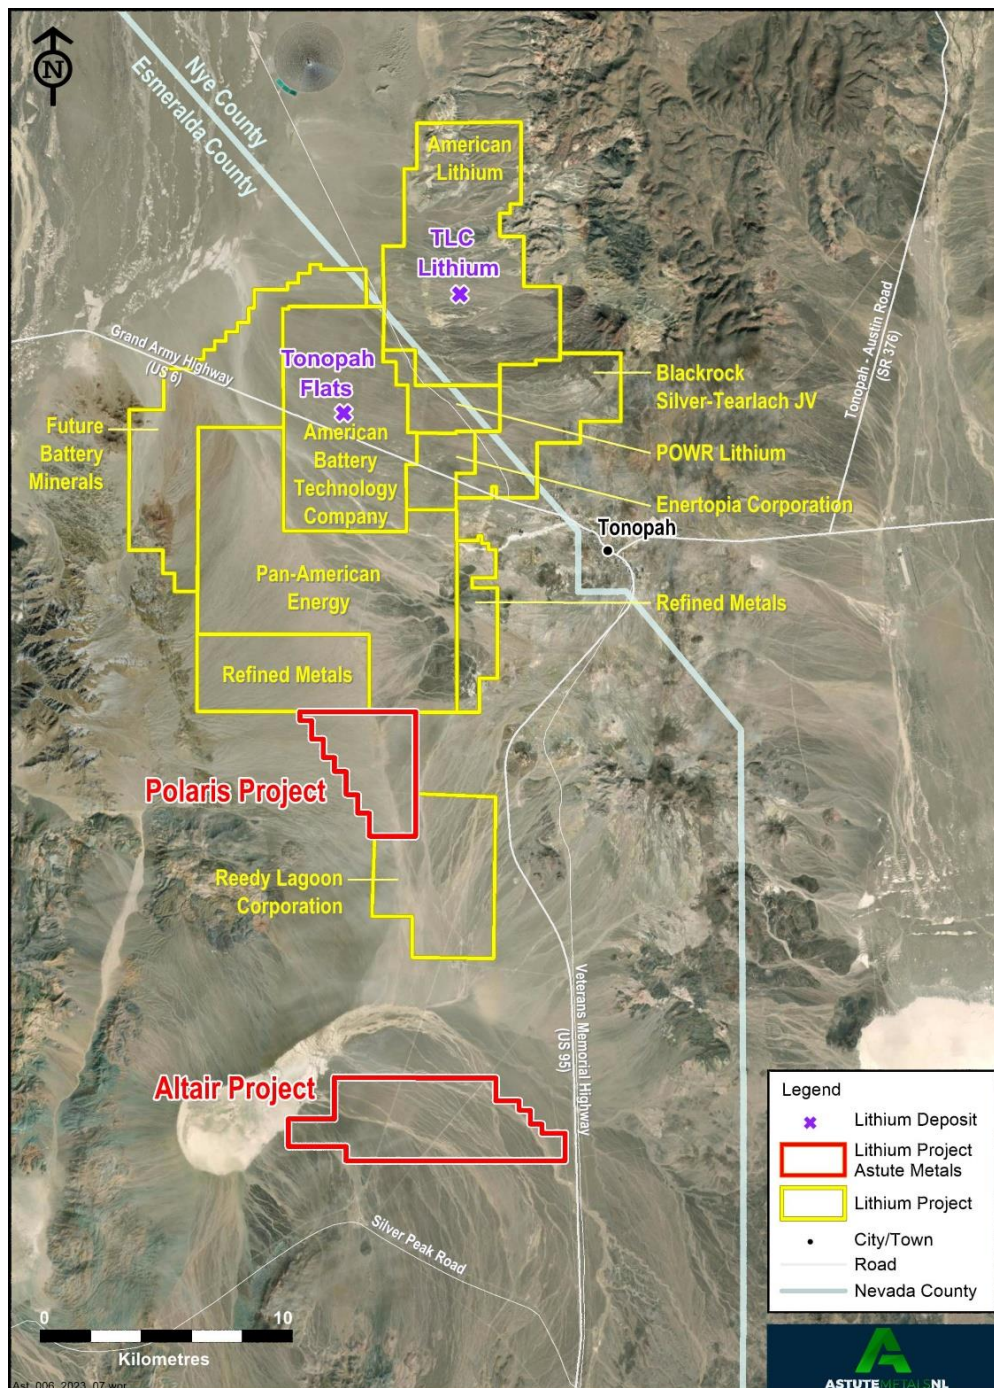 N
Nye County
Esmeralda County
American
Lithium
TLC
Lithium
Grand Army Highway
(US 6)
Tonopah - Austin Road
(SR 376)
Tonopah
Flats
Blackrock
Silver-Tearlach JV
Future
Battery
Minerals
American
Battery
Technology
Company
POWR Lithium
Enertopia Corporation
Tonopah
Pan-American
Energy
Refined Metals
Refined Metals
Polaris Project
Reedy Lagoon
Corporation
Veterans Memorial Highway
(US 95)
Altair Project
Silver Peak Road
Legend
Lithium Deposit
Lithium Project
Astute Metals
Lithium Project
City/Town
Road
Nevada County
0 10
Kilometres
Ast_006_2023_07.wor
ASTUTEMETALSNL